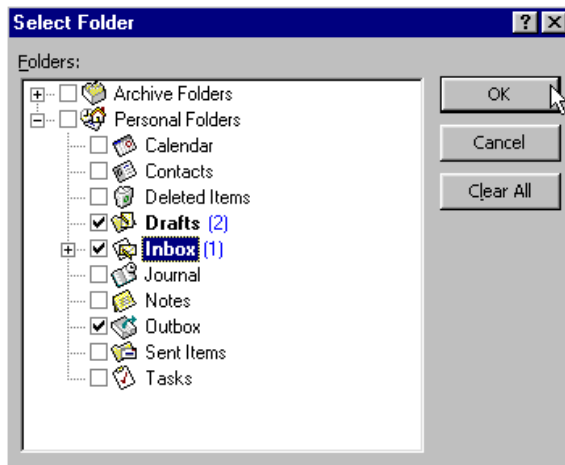 Select Folder
Folders:
Archive Folders
Personal Folders
Calendar
Contacts
Deleted Items
Drafts (2)
Inbox (1)
Journal
Notes
Outbox
Sent Items
Tasks
OK
Cancel
Clear All